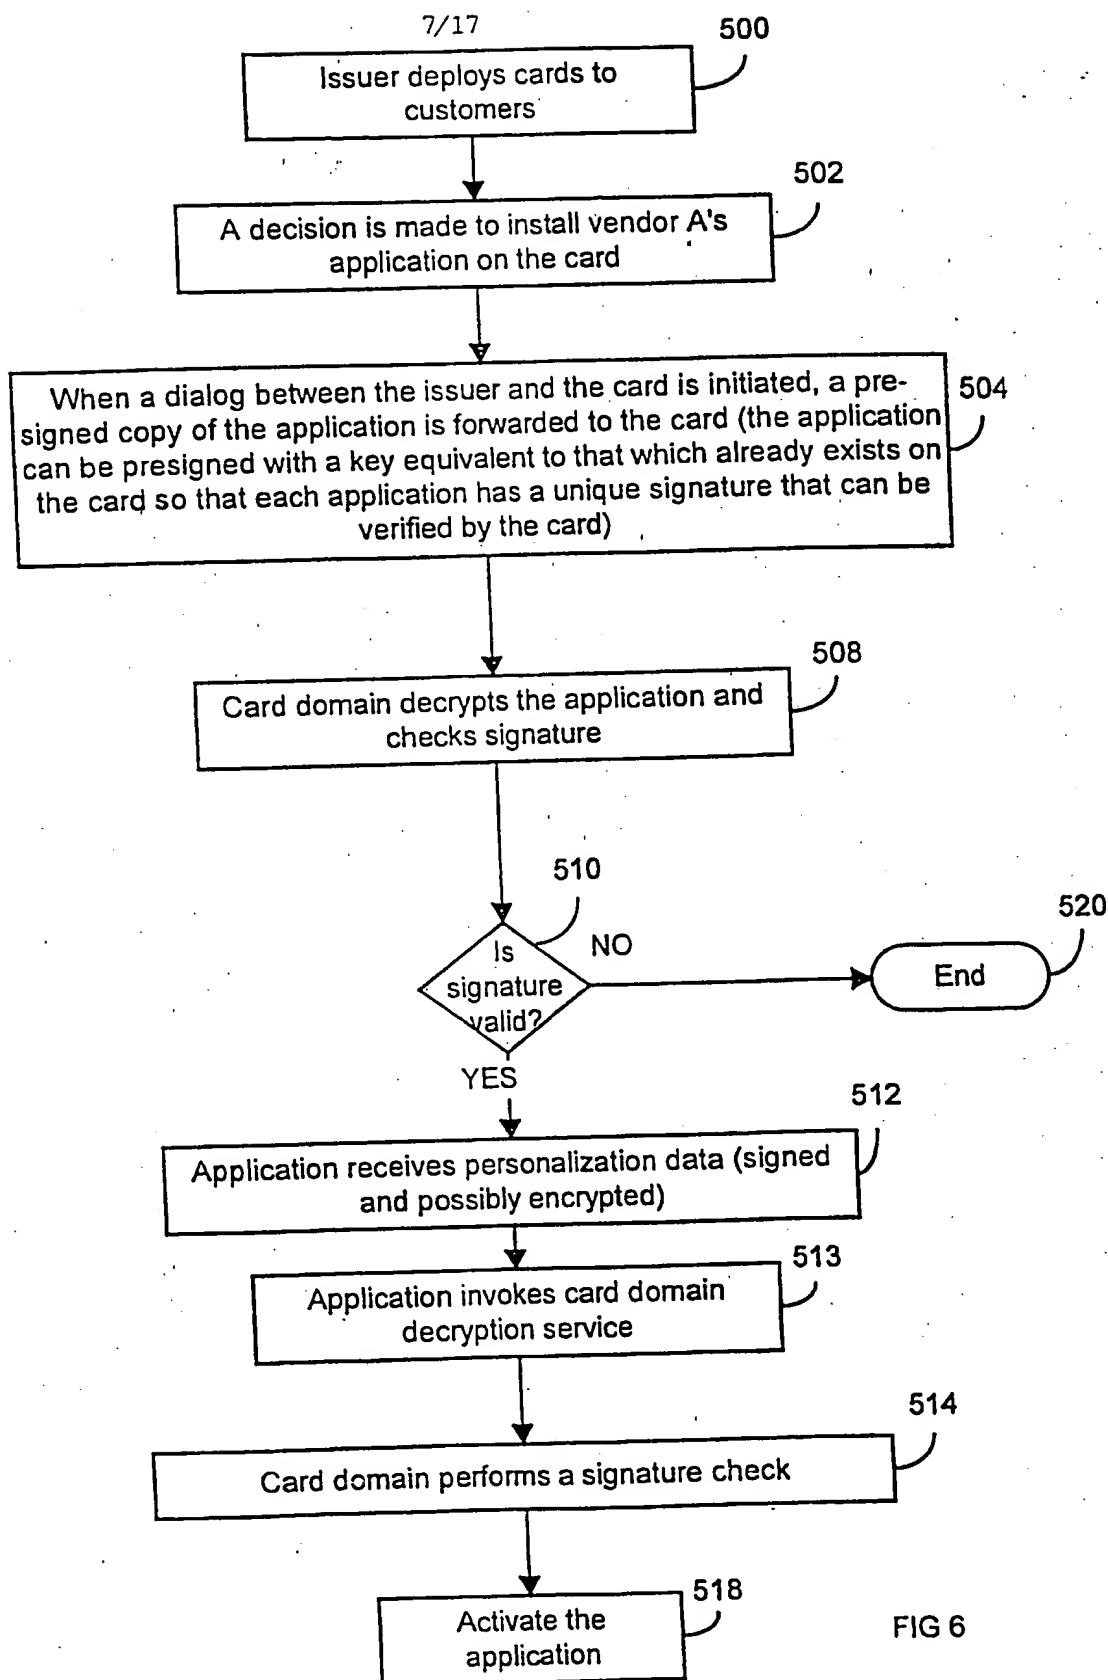 7/17
500
Issuer deploys cards to
customers
502
A decision is made to install vendor A's
application on the card
504
When a dialog between the issuer and the card is initiated, a pre-
signed copy of the application is forwarded to the card (the application
can be presigned with a key equivalent to that which already exists on
the card so that each application has a unique signature that can be
verified by the card)
508
Card domain decrypts the application and
checks signature
510
Is
signature
valid?
NO
520
End
YES
512
Application receives personalization data (signed
and possibly encrypted)
513
Application invokes card domain
decryption service
514
Card domain performs a signature check
518
Activate the
application
FIG 6